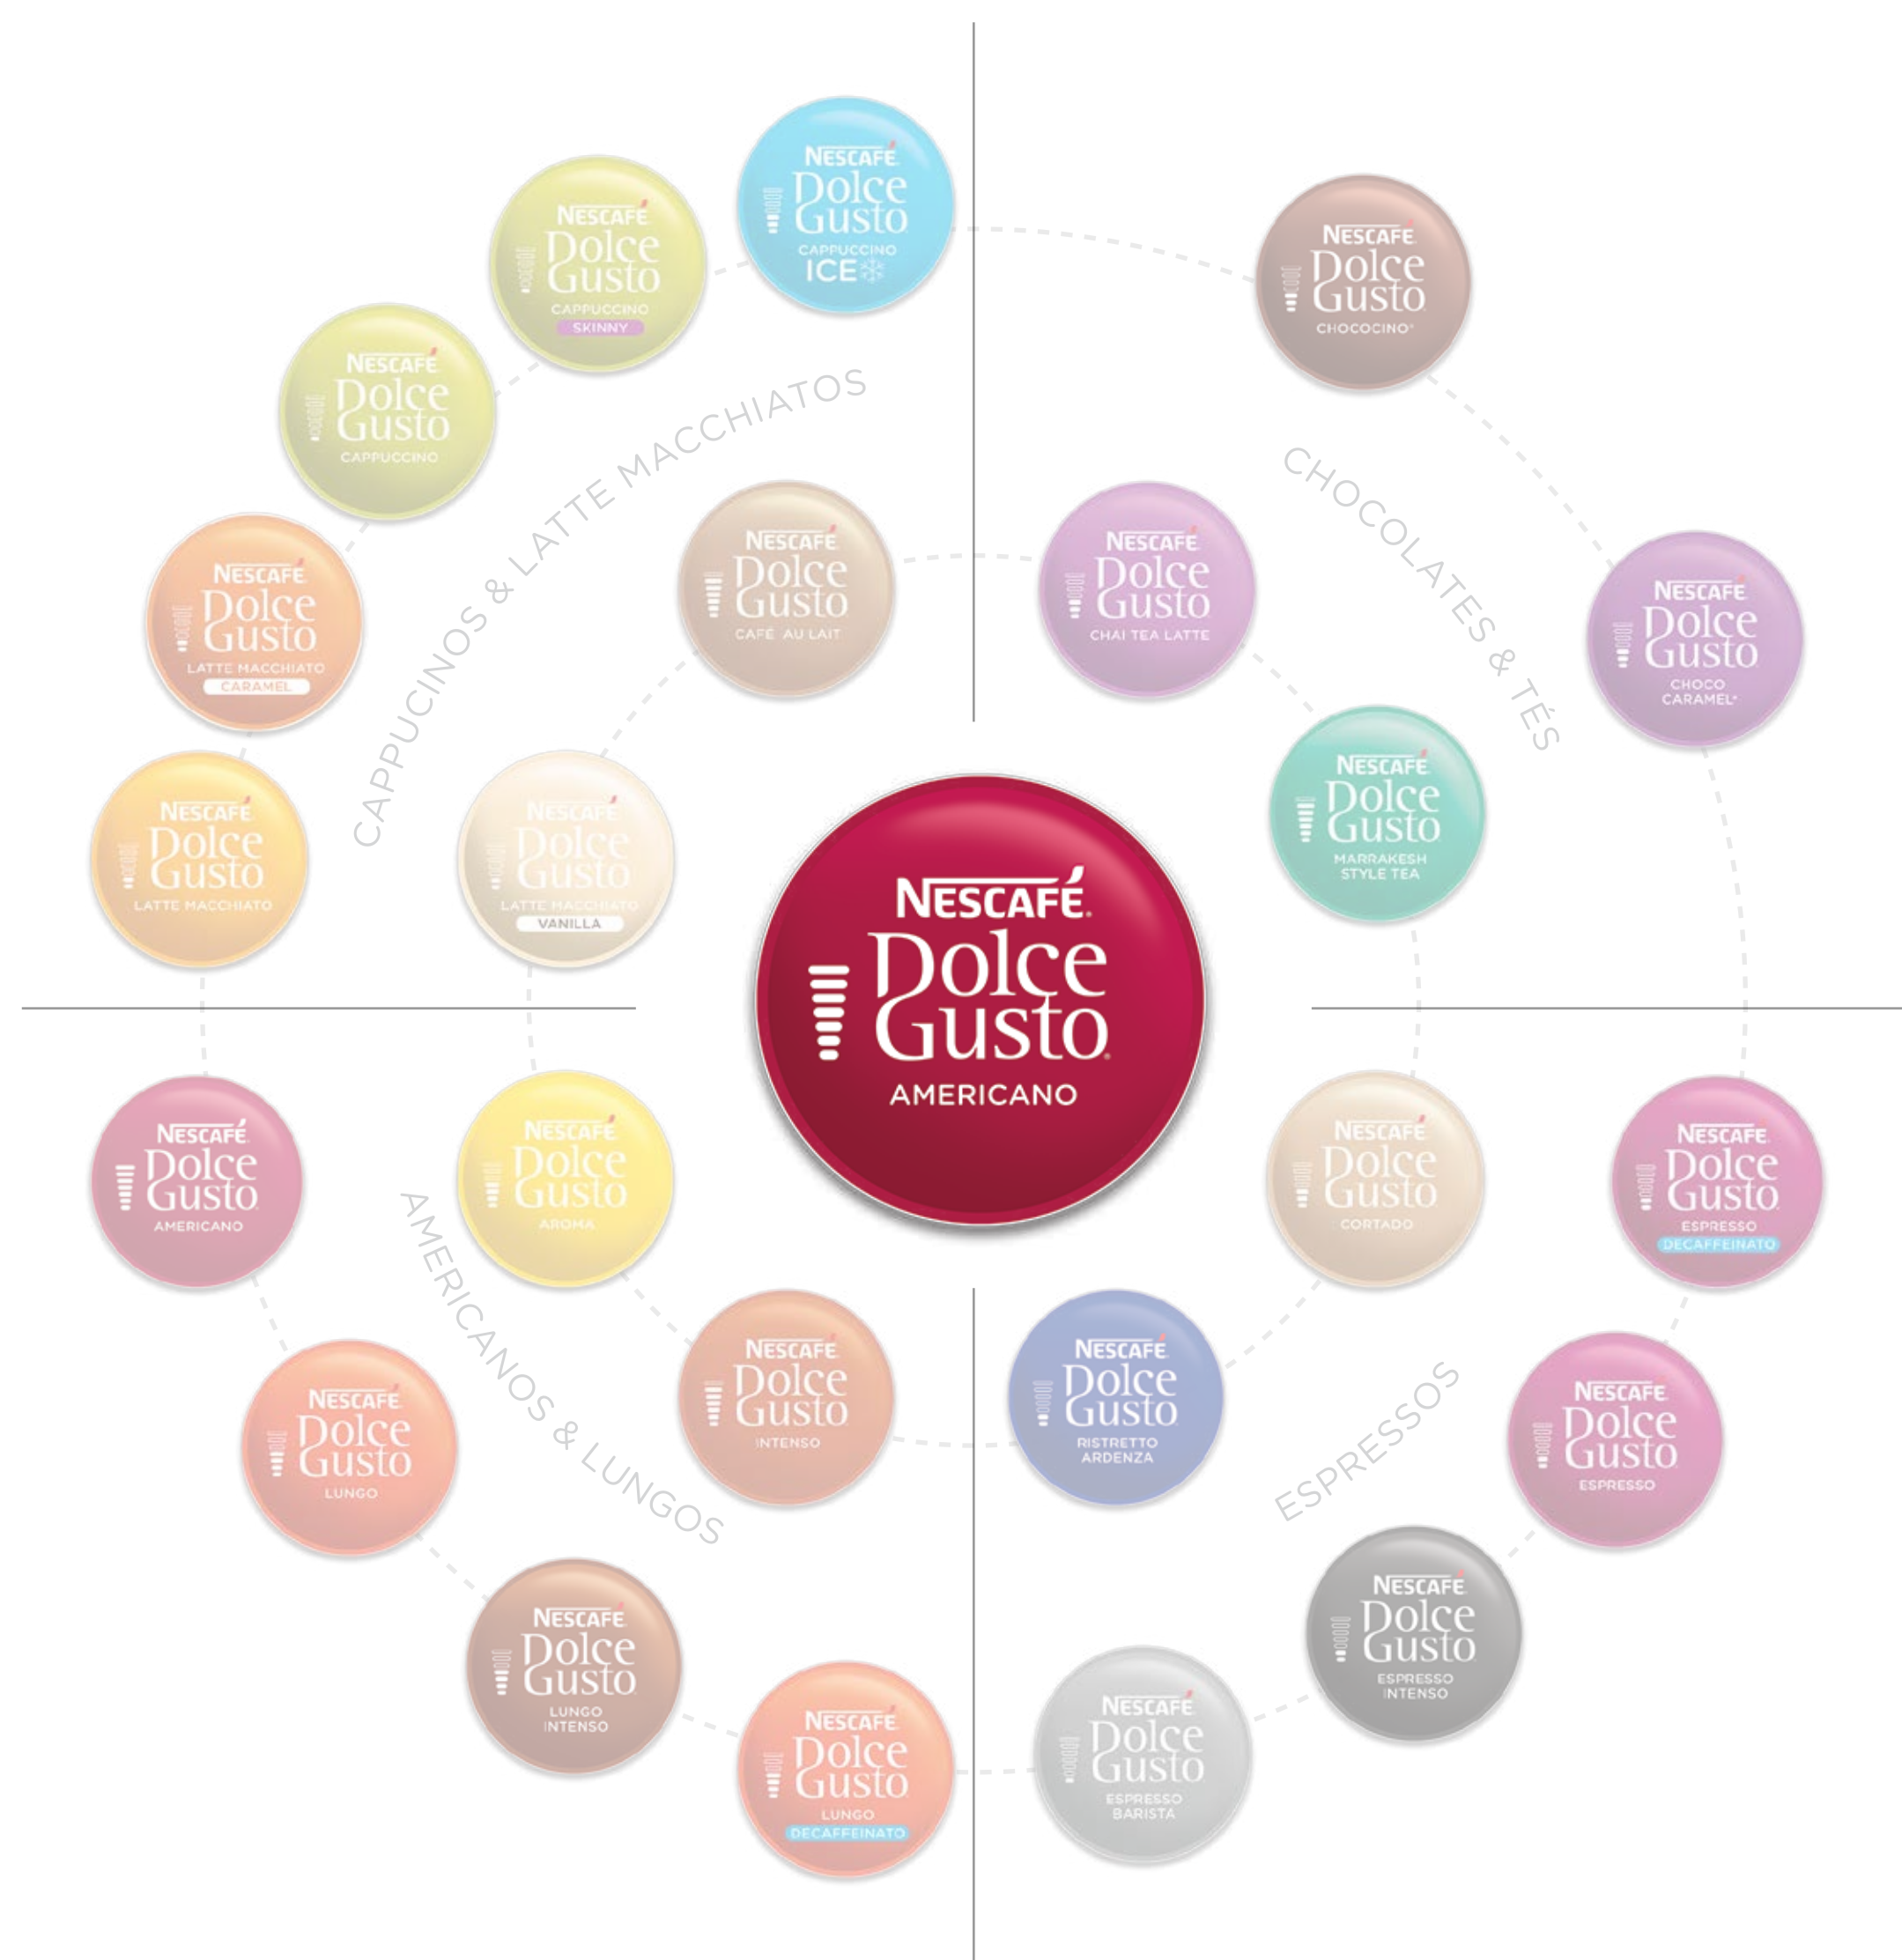 NESCAFÉ
Dolce
Gusto
CAPPUCCINO
ICE
NESCAFÉ
Dolce
Gusto
CAPPUCCINO
SKINNY
NESCAFÉ
Dolce
Gusto
CAPPUCCINO
NESCAFÉ
Dolce
Gusto
LATTE MACCHIATO
CARAMEL
NESCAFÉ
Dolce
Gusto
LATTE MACCHIATO
CAPPUCINOS & LATTE MACCHIATOS
NESCAFÉ
Dolce
Gusto
CAFÉ AU LAIT
NESCAFÉ
Dolce
Gusto
LATTE MACCHIATO
VANILLA
NESCAFÉ
Dolce
Gusto
CHOCOCINO*
NESCAFÉ
Dolce
Gusto
CHOCO
CARAMEL*
CHOCOLATES & TÉS
NESCAFÉ
Dolce
Gusto
CHAI TEA LATTE
NESCAFÉ
Dolce
Gusto
MARRAKESH
STYLE TEA
NESCAFÉ®
Dolce
Gusto®
AMERICANO
NESCAFÉ
Dolce
Gusto
AMERICANO
NESCAFÉ
Dolce
Gusto
AROMA
NESCAFÉ
Dolce
Gusto
INTENSO
AMERICANOS & LUNGOS
NESCAFÉ
Dolce
Gusto
LUNGO
NESCAFÉ
Dolce
Gusto
LUNGO
INTENSO
NESCAFÉ
Dolce
Gusto
LUNGO
DECAFFEINATO
NESCAFÉ
Dolce
Gusto
CORTADO
NESCAFÉ
Dolce
Gusto
ESPRESSO
DECAFFEINATO
NESCAFÉ
Dolce
Gusto
RISTRETTO
ARDENZA
ESPRESSOS
NESCAFÉ
Dolce
Gusto
ESPRESSO
NESCAFÉ
Dolce
Gusto
ESPRESSO
INTENSO
NESCAFÉ
Dolce
Gusto
ESPRESSO
BARISTA